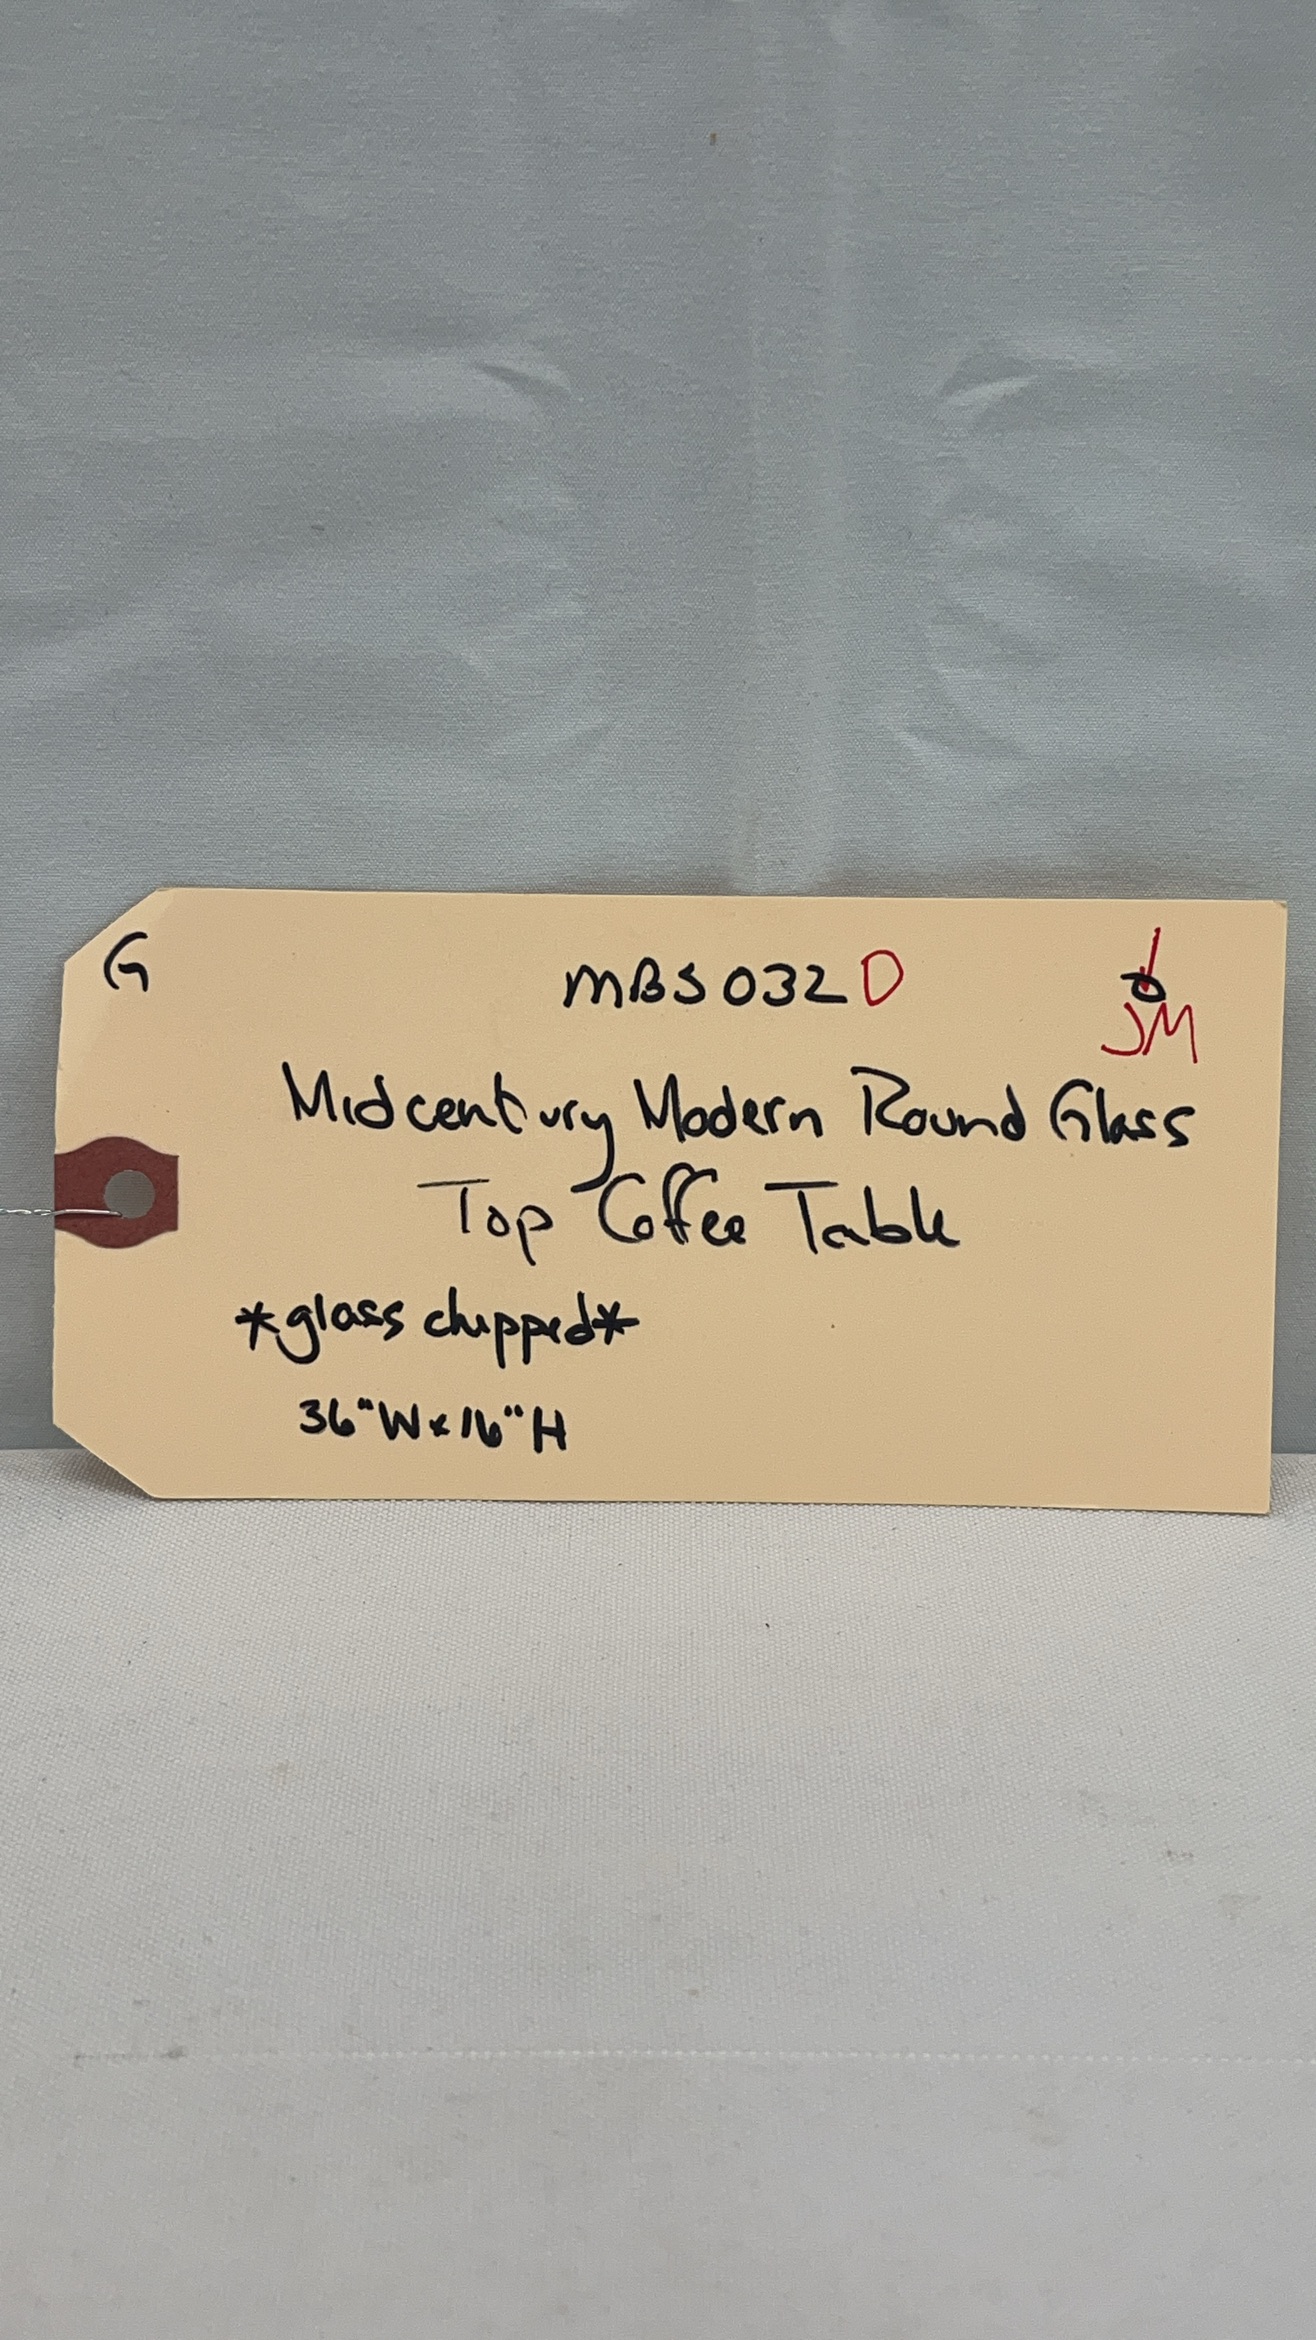 G
MBS032D
JM
Midcentury Modern Round Glass
Top Coffee Table
*glass chipped*
36"W x 16"H